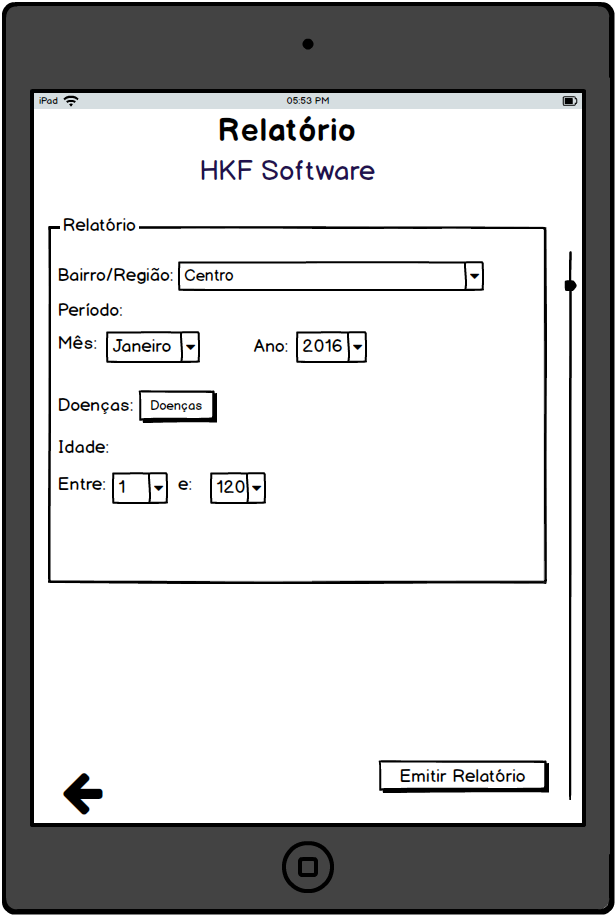 iPad 05:53 PM
Relatório
HKF Software
Relatório
Bairro/Região: Centro
Período:
Mês: Janeiro Ano: 2016
Doenças: Doenças
Idade:
Entre: 1 e: 120
Emitir Relatório